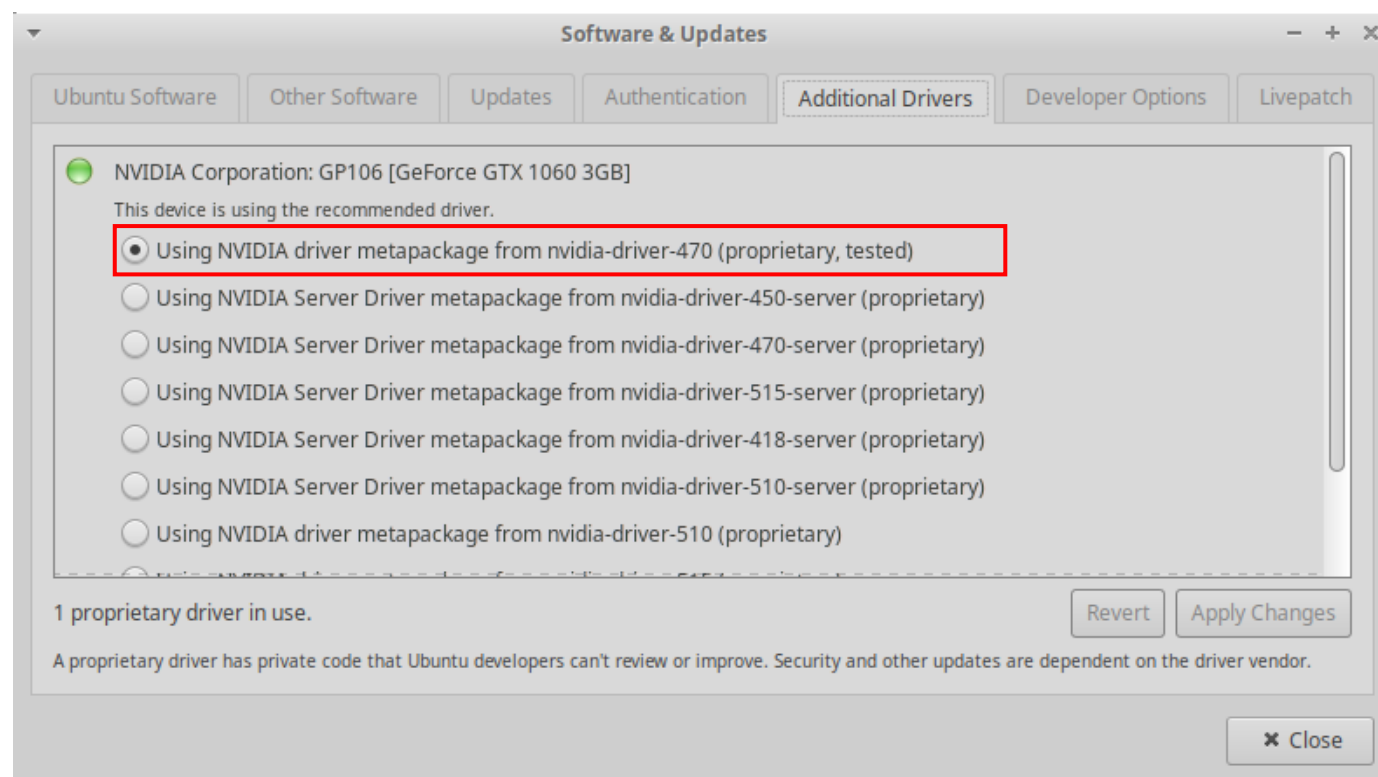 Software & Updates
Ubuntu Software Other Software Updates Authentication Additional Drivers Developer Options Livepatch
NVIDIA Corporation: GP106 [GeForce GTX 1060 3GB]
This device is using the recommended driver.
Using NVIDIA driver metapackage from nvidia-driver-470 (proprietary, tested)
Using NVIDIA Server Driver metapackage from nvidia-driver-450-server (proprietary)
Using NVIDIA Server Driver metapackage from nvidia-driver-470-server (proprietary)
Using NVIDIA Server Driver metapackage from nvidia-driver-515-server (proprietary)
Using NVIDIA Server Driver metapackage from nvidia-driver-418-server (proprietary)
Using NVIDIA Server Driver metapackage from nvidia-driver-510-server (proprietary)
Using NVIDIA driver metapackage from nvidia-driver-510 (proprietary)
1 proprietary driver in use.
Revert Apply Changes
A proprietary driver has private code that Ubuntu developers can't review or improve. Security and other updates are dependent on the driver vendor.
Close